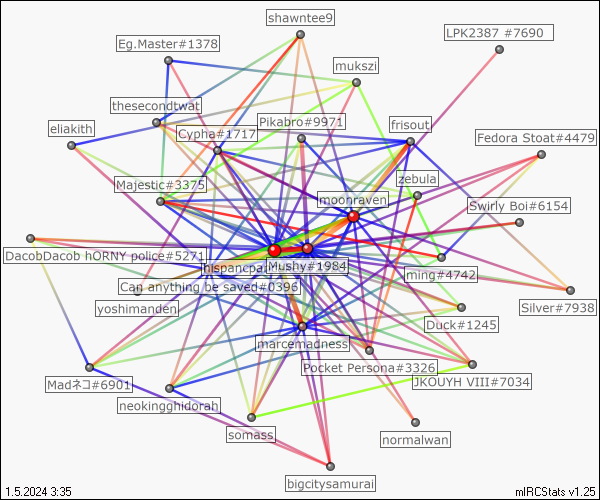 shawntee9
LPK2387 #7690
Eg.Master#1378
mukszi
thesecondtwat
eliakith
Cypha#1717
Pikabro#9971
frisout
Fedora Stoat#4479
Majestic#3375
zebula
moonraven
Swirly Boi#6154
DacobDacob hORNY police#5271
hispancpa
Mushy#1984
ming#4742
Can anything be saved#0396
yoshimanden
Silver#7938
Duck#1245
marcemadness
Pocket Persona#3326
JKOUYH VIII#7034
Madネコ#6901
neokingghidorah
somass
normalwan
bigcitysamurai
1.5.2024 3:35
mIRCStats v1.25